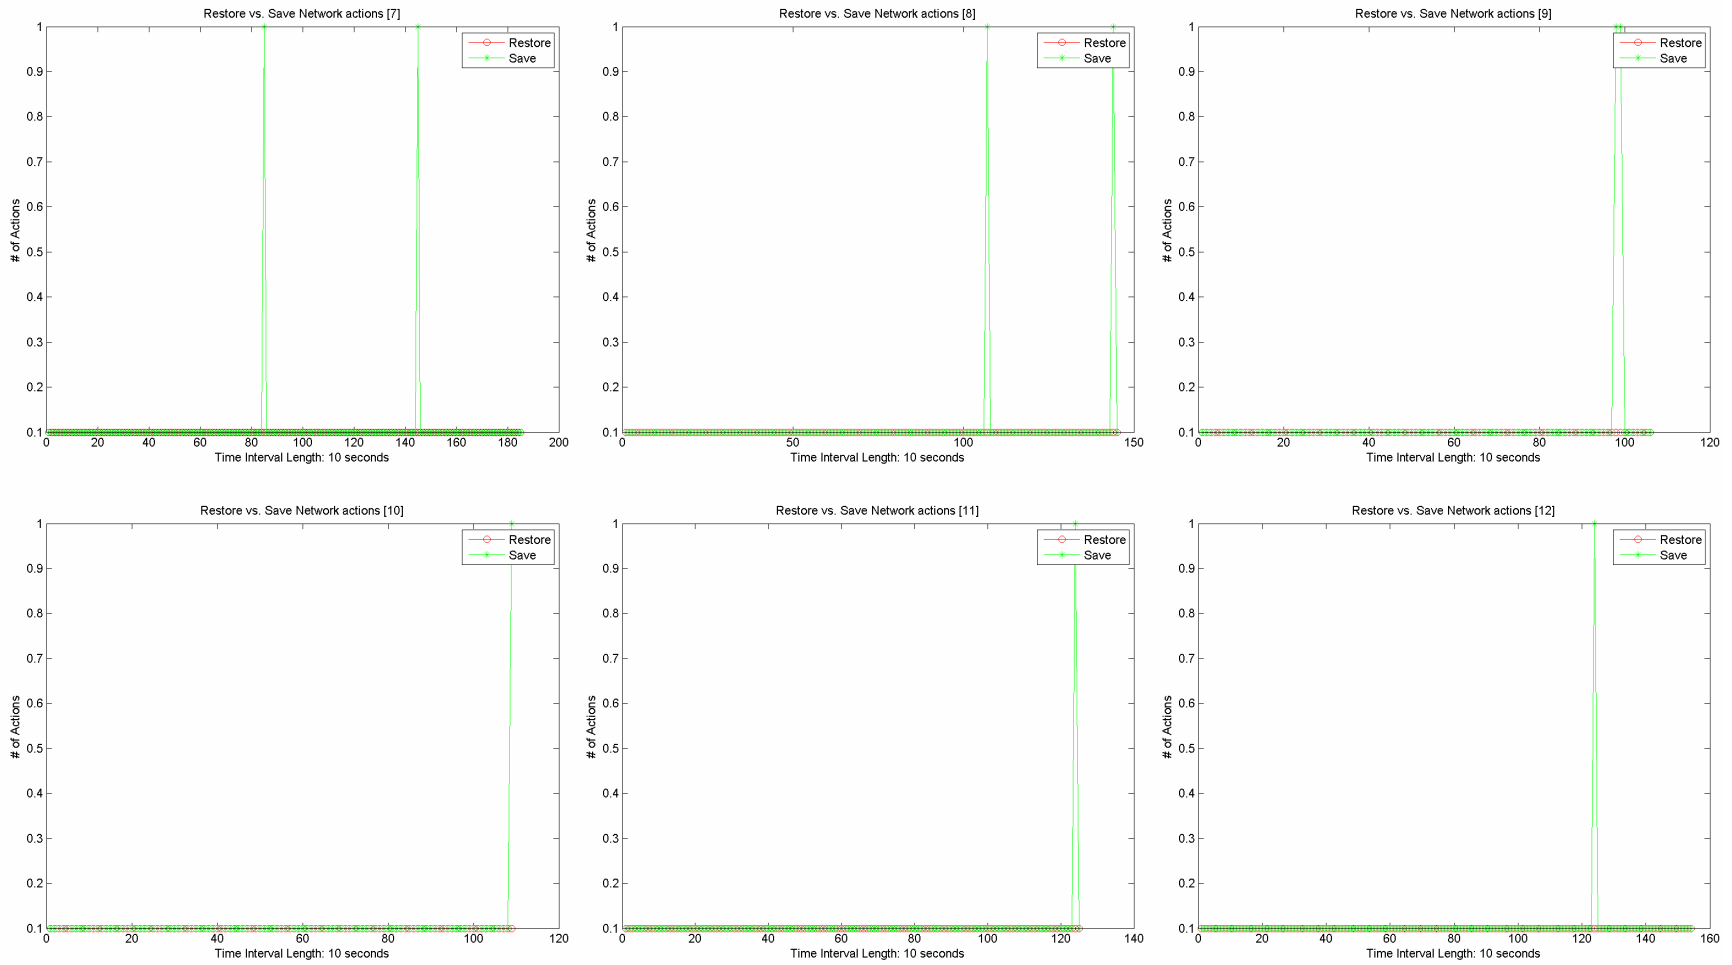 Restore vs. Save Network actions [7]
1
0.9
0.8
0.7
0.6
0.5
0.4
0.3
0.2
0.1
# of Actions
0 20 40 60 80 100 120 140 160 180 200
Time Interval Length: 10 seconds
Restore
Save
Restore vs. Save Network actions [8]
1
0.9
0.8
0.7
0.6
0.5
0.4
0.3
0.2
0.1
# of Actions
0 50 100 150
Time Interval Length: 10 seconds
Restore
Save
Restore vs. Save Network actions [9]
1
0.9
0.8
0.7
0.6
0.5
0.4
0.3
0.2
0.1
# of Actions
0 20 40 60 80 100 120
Time Interval Length: 10 seconds
Restore
Save
Restore vs. Save Network actions [10]
1
0.9
0.8
0.7
0.6
0.5
0.4
0.3
0.2
0.1
# of Actions
0 20 40 60 80 100 120
Time Interval Length: 10 seconds
Restore
Save
Restore vs. Save Network actions [11]
1
0.9
0.8
0.7
0.6
0.5
0.4
0.3
0.2
0.1
# of Actions
0 20 40 60 80 100 120 140
Time Interval Length: 10 seconds
Restore
Save
Restore vs. Save Network actions [12]
1
0.9
0.8
0.7
0.6
0.5
0.4
0.3
0.2
0.1
# of Actions
0 20 40 60 80 100 120 140 160
Time Interval Length: 10 seconds
Restore
Save